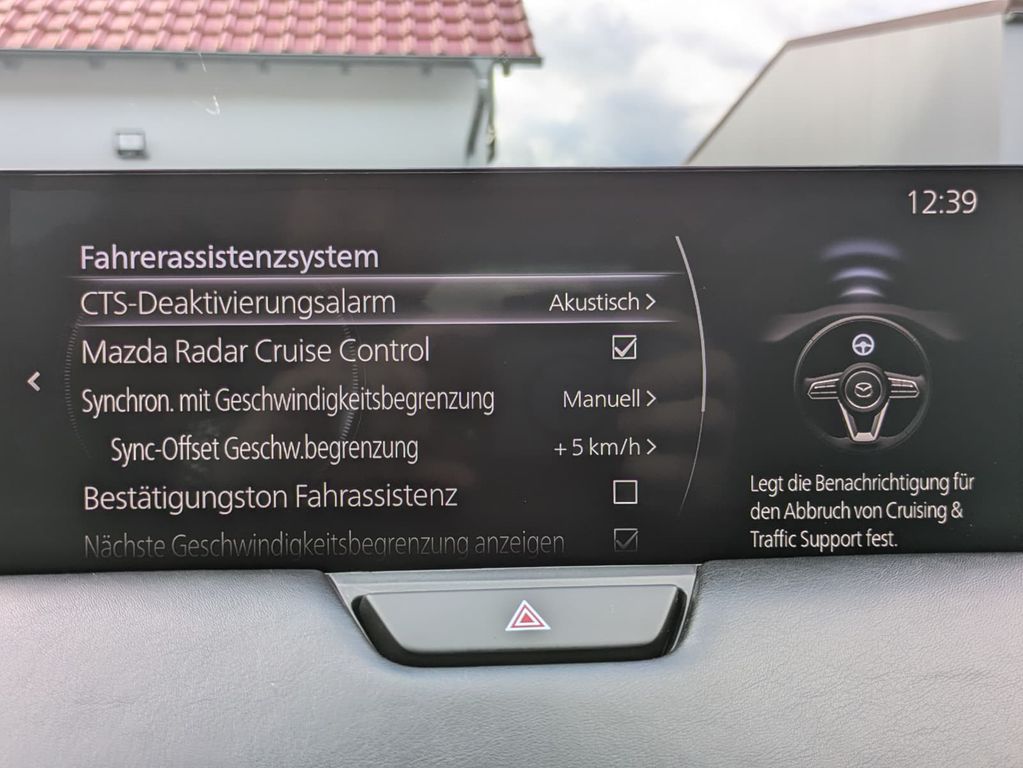 12:39
Fahrerassistenzsystem
CTS-Deaktivierungsalarm Akustisch
Mazda Radar Cruise Control
Synchron. mit Geschwindigkeitsbegrenzung Manuell
Sync-Offset Geschw.begrenzung + 5 km/h
Bestätigungston Fahrassistenz
Nächste Geschwindigkeitsbegrenzung anzeigen
Legt die Benachrichtigung für
den Abbruch von Cruising &
Traffic Support fest.